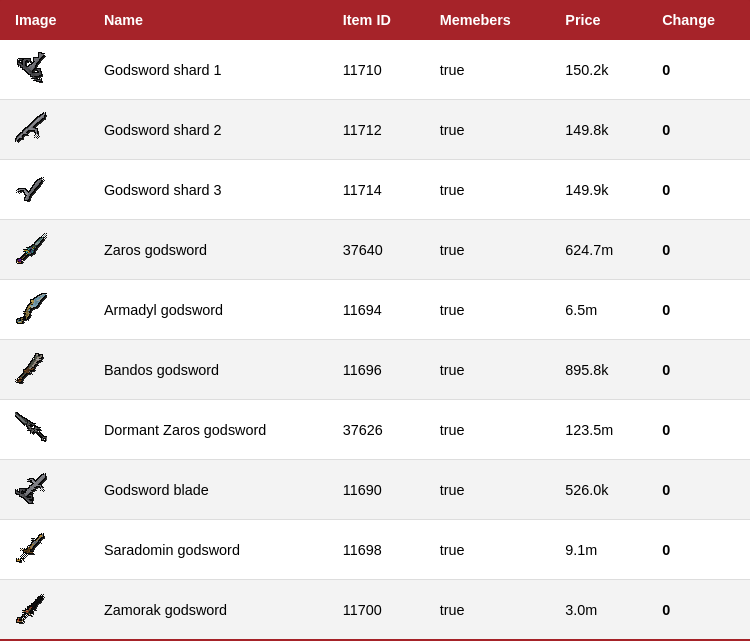 Image Name Item ID Memebers Price Change
Godsword shard 1 11710 true 150.2k 0
Godsword shard 2 11712 true 149.8k 0
Godsword shard 3 11714 true 149.9k 0
Zaros godsword 37640 true 624.7m 0
Armadyl godsword 11694 true 6.5m 0
Bandos godsword 11696 true 895.8k 0
Dormant Zaros godsword 37626 true 123.5m 0
Godsword blade 11690 true 526.0k 0
Saradomin godsword 11698 true 9.1m 0
Zamorak godsword 11700 true 3.0m 0